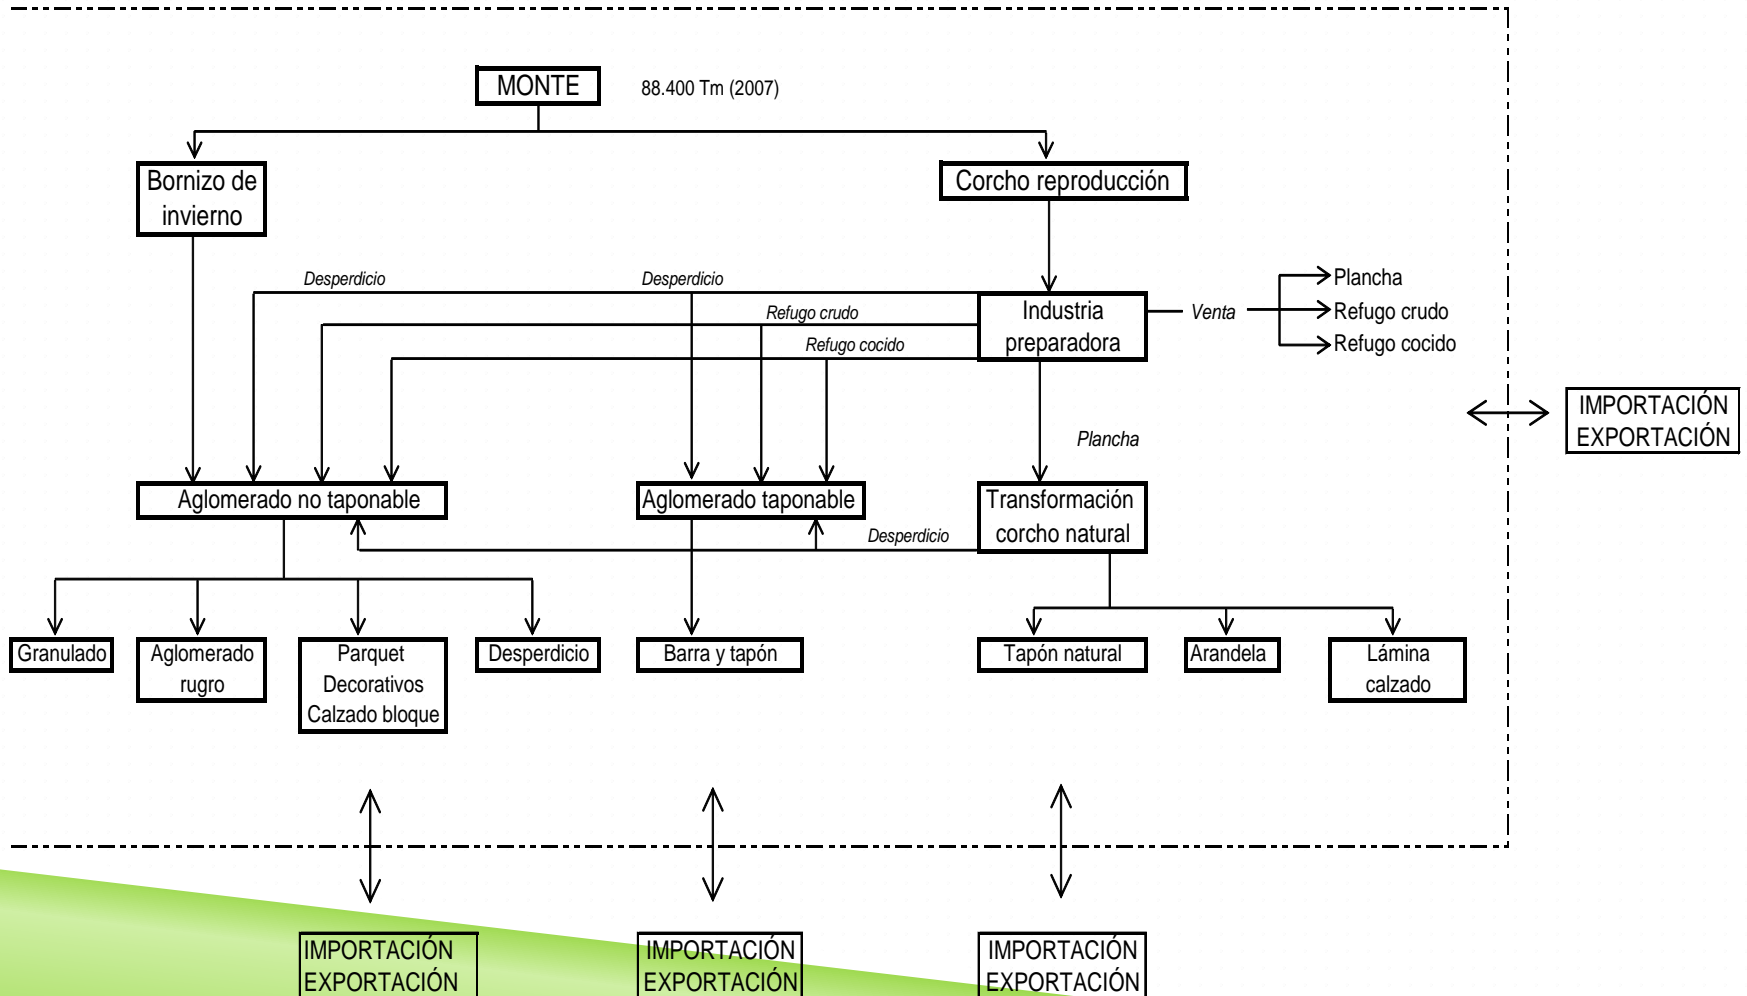 MONTE
88.400 Tm (2007)
Bornizo de
invierno
Corcho reproducción
Desperdicio
Desperdicio
Refugo crudo
Refugo cocido
Industria
preparadora
Venta
Plancha
Refugo crudo
Refugo cocido
IMPORTACIÓN
EXPORTACIÓN
Plancha
Aglomerado no taponable
Aglomerado taponable
Transformación
corcho natural
Desperdicio
Granulado
Aglomerado
rugro
Parquet
Decorativos
Calzado bloque
Desperdicio
Barra y tapón
Tapón natural
Arandela
Lámina
calzado
IMPORTACIÓN
EXPORTACIÓN
IMPORTACIÓN
EXPORTACIÓN
IMPORTACIÓN
EXPORTACIÓN